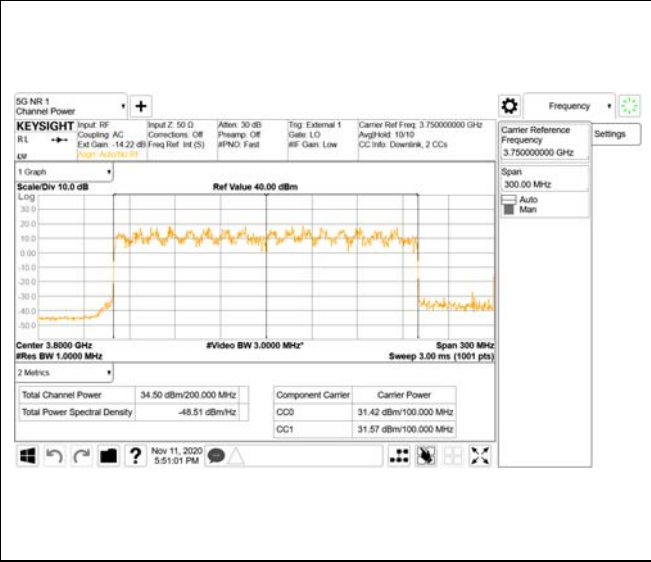 5G NR 1
Channel Power
Frequency
KEYSIGHT
RL
Input: RF
Coupling: AC
Ext Gain: -14.22 dB
Align: Auto/No RF
Input Z: 50 Ω
Corrections: Off
Freq Ref: Int (S)
Atten: 30 dB
Preamp: Off
#PNO: Fast
Trig: External 1
Gate: LO
#IF Gain: Low
Carrier Ref Freq: 3.750000000 GHz
Avg|Hold: 10/10
CC Info: Downlink, 2 CCs
Carrier Reference
Frequency
3.750000000 GHz
Settings
Span
300.00 MHz
Auto
Man
1 Graph
Scale/Div 10.0 dB
Ref Value 40.00 dBm
Log
30.0
20.0
10.0
0.00
-10.0
-20.0
-30.0
-40.0
-50.0
Center 3.8000 GHz
#Video BW 3.0000 MHz*
Span 300 MHz
#Res BW 1.0000 MHz
Sweep 3.00 ms (1001 pts)
2 Metrics
Total Channel Power 34.50 dBm/200.000 MHz
Total Power Spectral Density -48.51 dBm/Hz
Component Carrier Carrier Power
CC0 31.42 dBm/100.000 MHz
CC1 31.57 dBm/100.000 MHz
?
Nov 11, 2020
5:51:01 PM